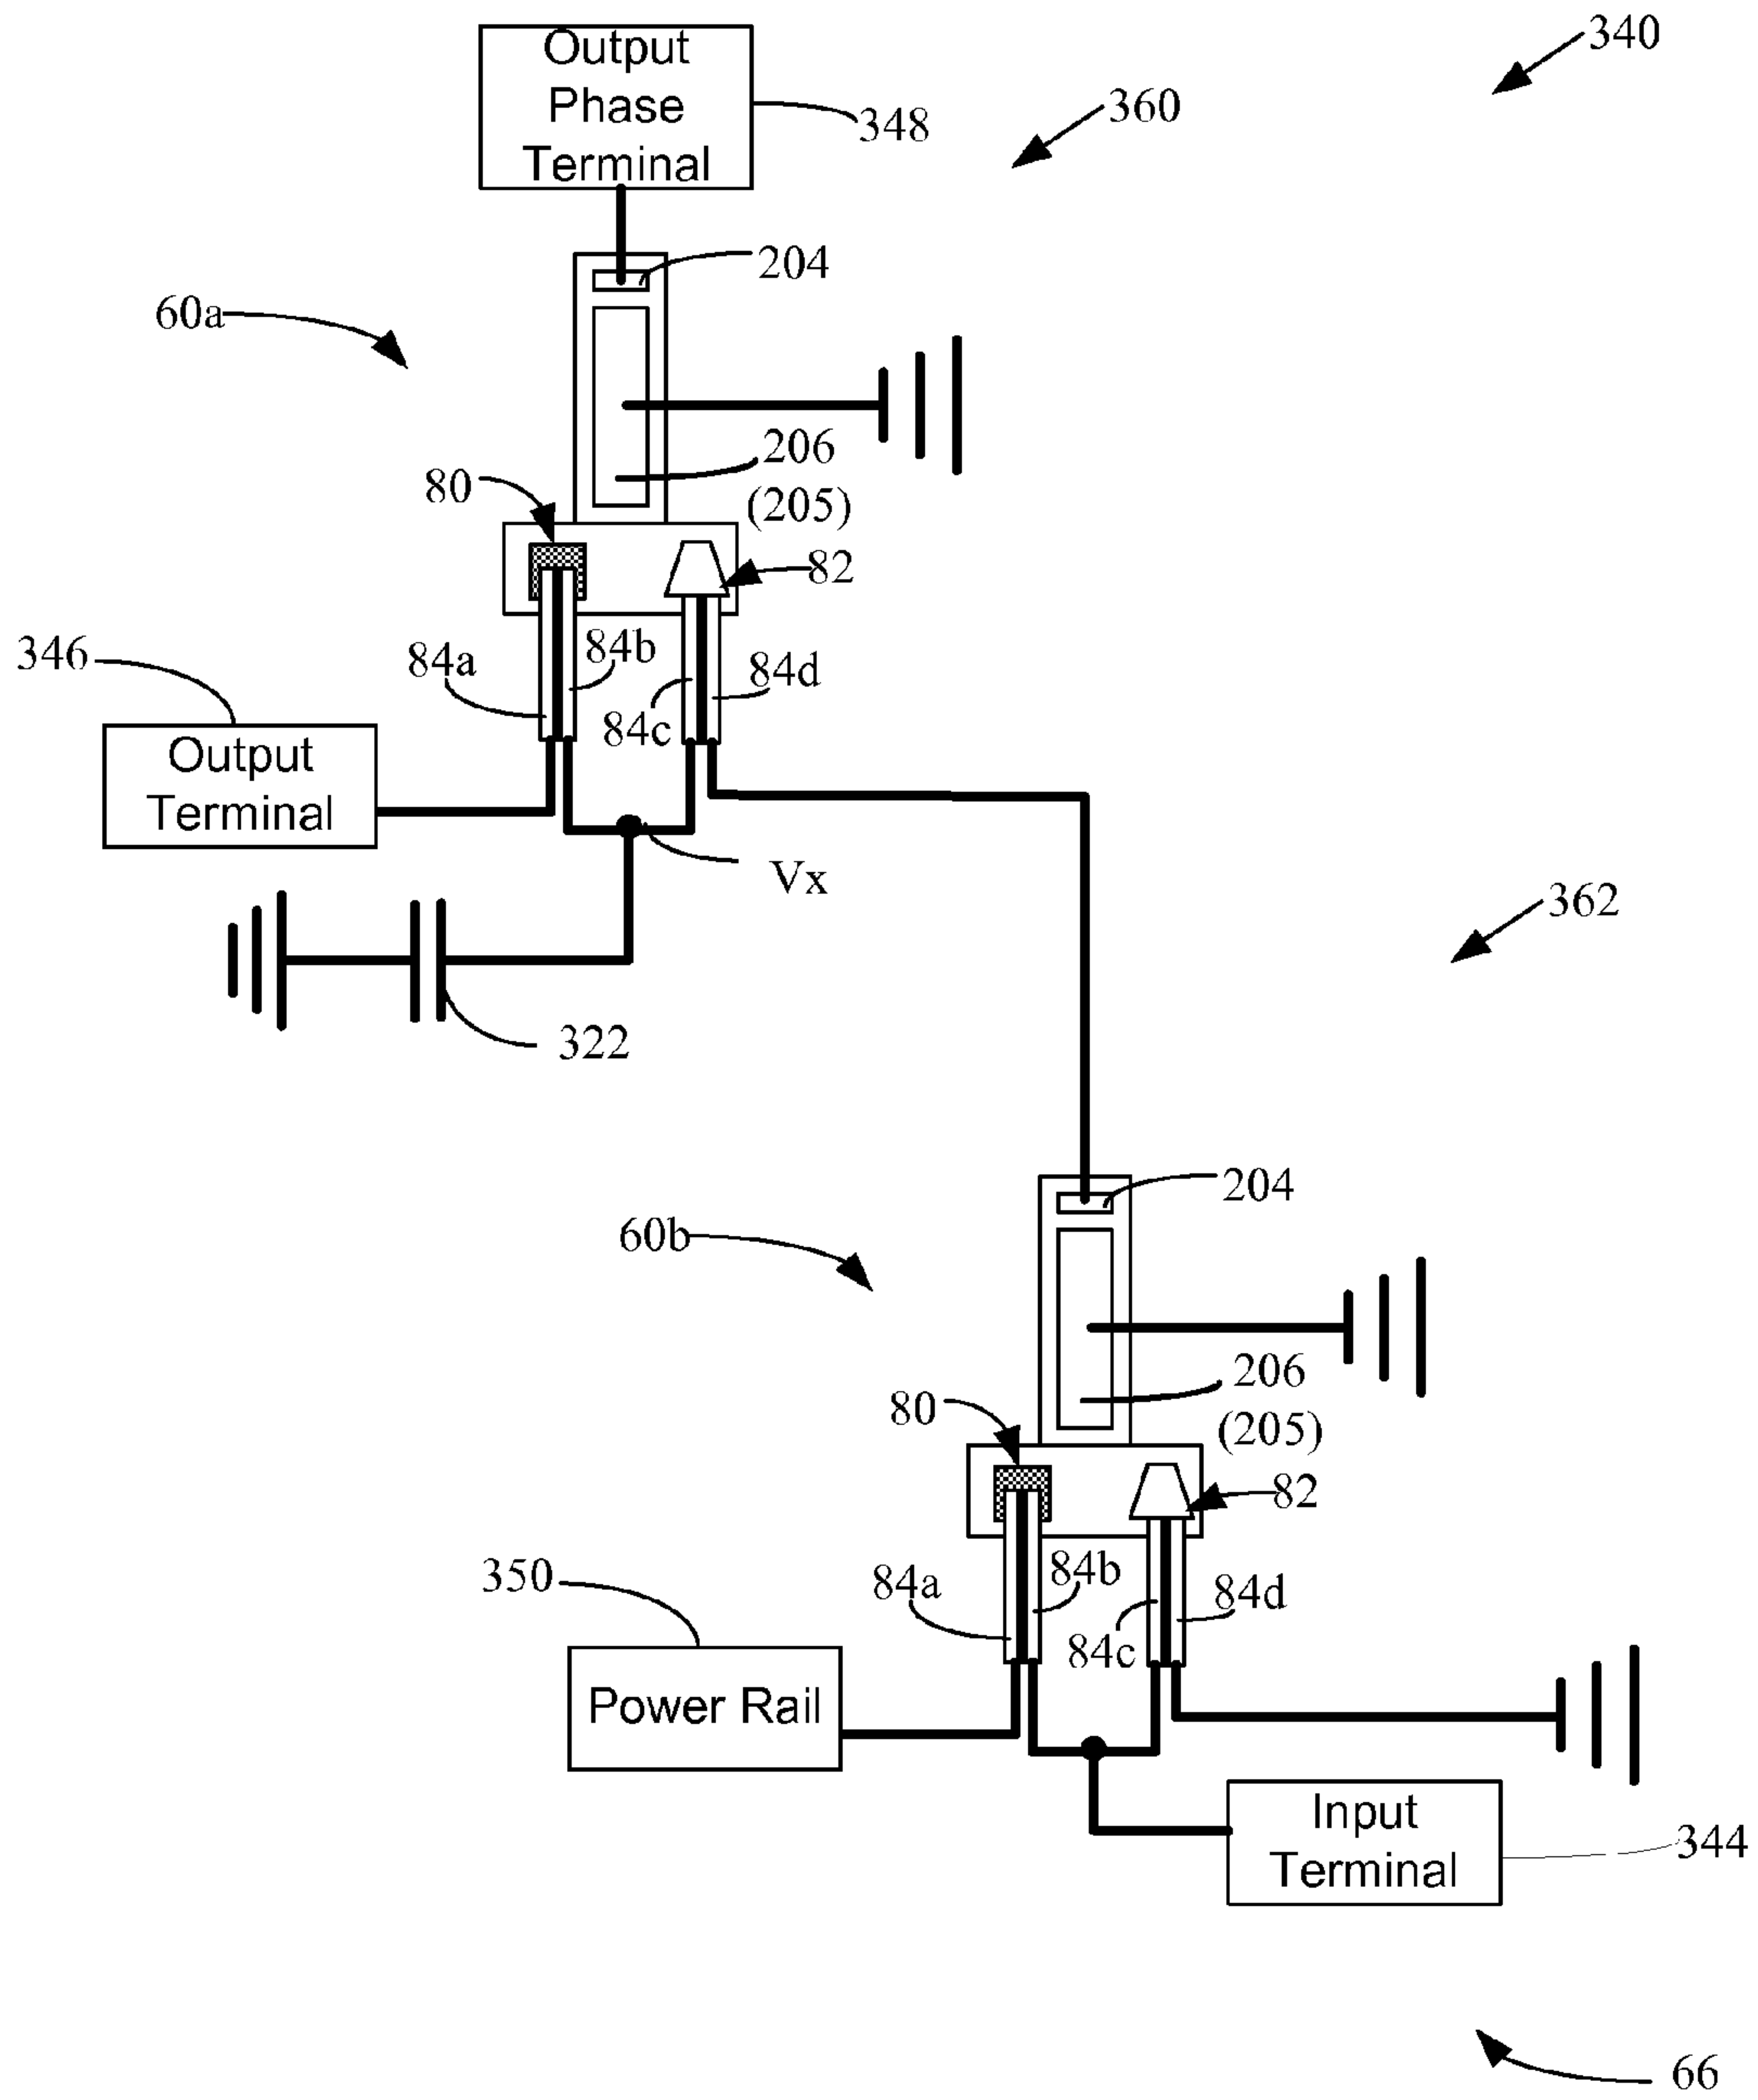 Output
Phase
Terminal
348
340
360
204
60a
206
(205)
80
82
346
84a
84b
84c
84d
Output
Terminal
Vx
322
362
204
60b
206
(205)
80
82
350
84a
84b
84c
84d
Power Rail
Input
Terminal
344
66